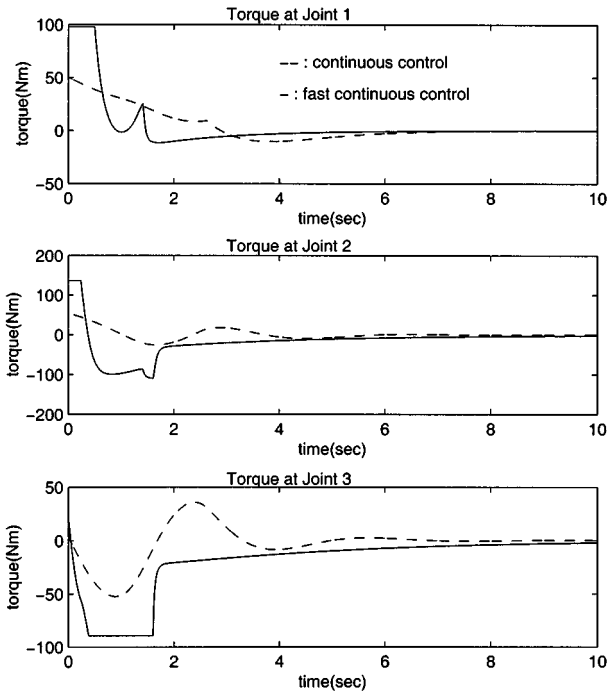 Torque at Joint 1
100
50
0
−50
torque(Nm)
−− : continuous control
− : fast continuous control
0 2 4 6 8 10
time(sec)
Torque at Joint 2
200
100
0
−100
−200
torque(Nm)
0 2 4 6 8 10
time(sec)
Torque at Joint 3
50
0
−50
−100
torque(Nm)
0 2 4 6 8 10
time(sec)